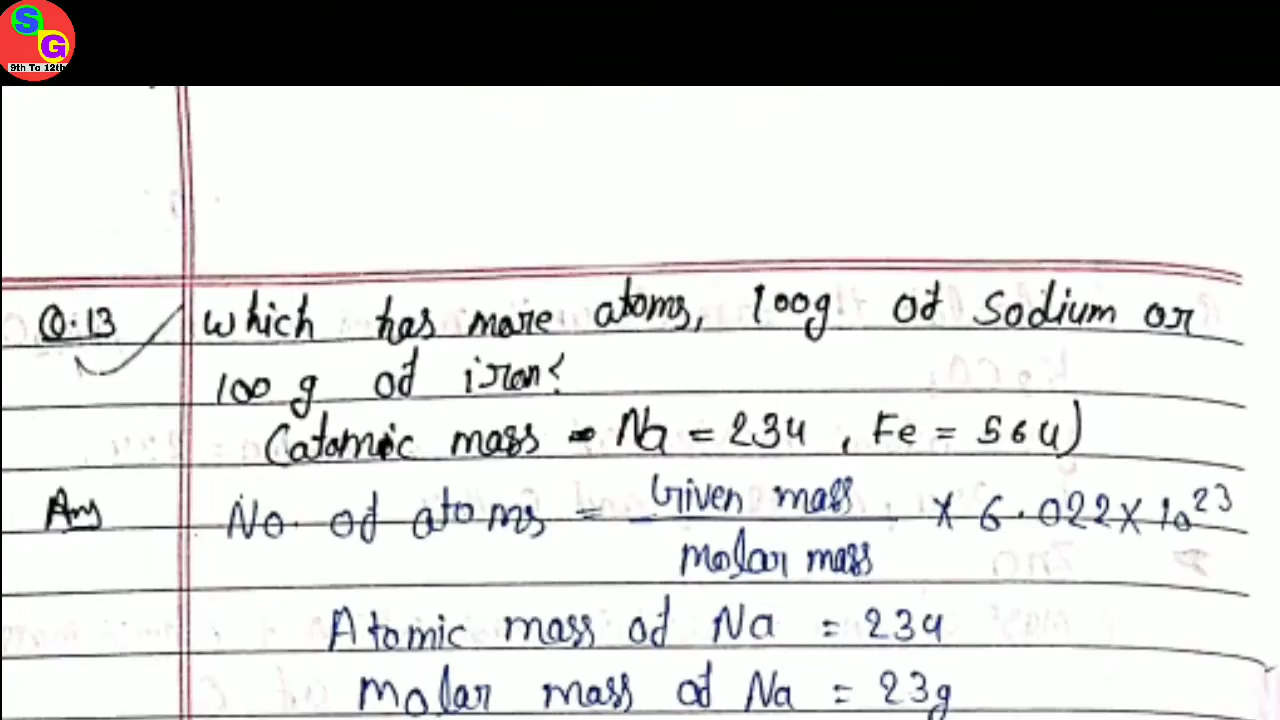 SG
9th To 12th
Q.13 which has more atoms, 100g of Sodium or
100 g of iron?
(atomic mass - Na = 23u, Fe = 56u)
Ans No. of atoms = Given mass / molar mass × 6.022×10²³
Atomic mass of Na = 23u
Molar mass of Na = 23g